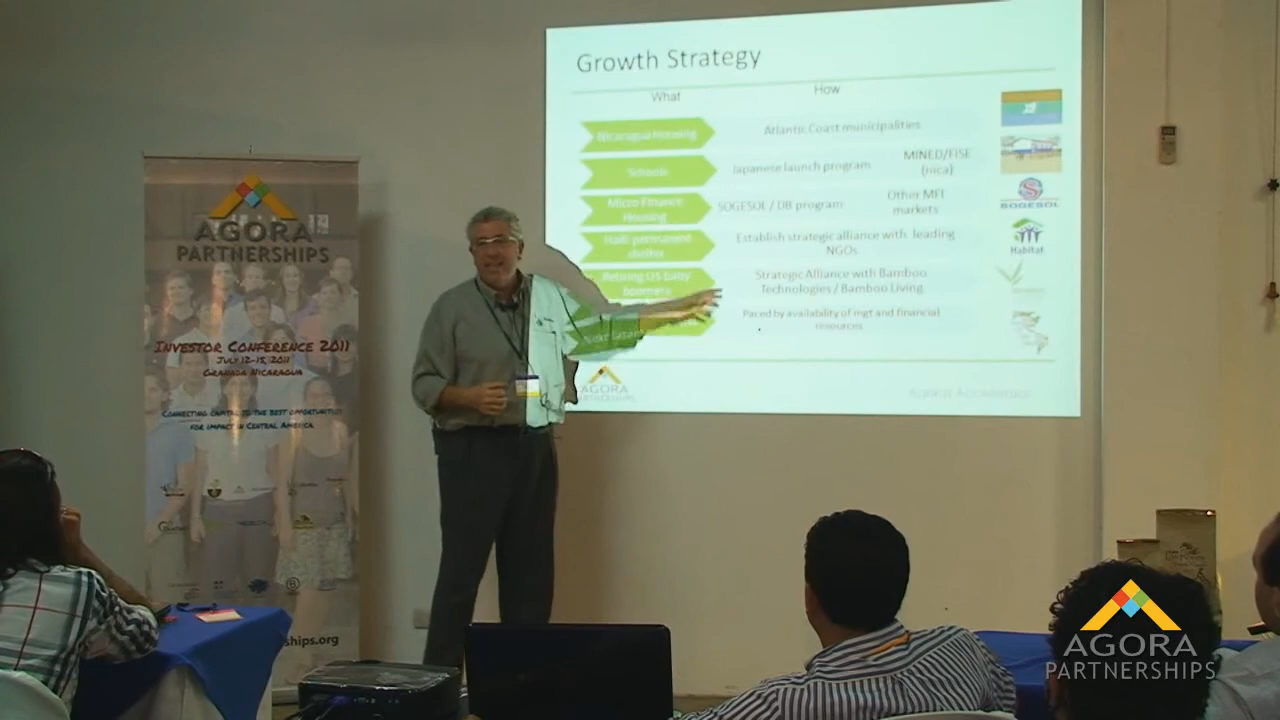 Growth Strategy
What
How
Nicaragua Housing
Atlantic Coast municipalities
Schools
Japanese launch program
MINED/FISE
(nica)
Micro-Finance
Housing
SOGESOL / DB program
Other MFI
markets
SOGESOL
Haiti permanent
shelter
Establish strategic alliance with leading
NGOs
Habitat
Retiring US baby
boomers
Strategic Alliance with Bamboo
Technologies / Bamboo Living
Paced by availability of mgt and financial
resources
AGORA
PARTNERSHIPS
AGORA
PARTNERSHIPS
INVESTOR CONFERENCE 2011
JULY 12-15, 2011
GRANADA NICARAGUA
CONNECTING CAPITAL TO THE BEST OPPORTUNITIES
FOR IMPACT IN CENTRAL AMERICA
ships.org
AGORA
PARTNERSHIPS